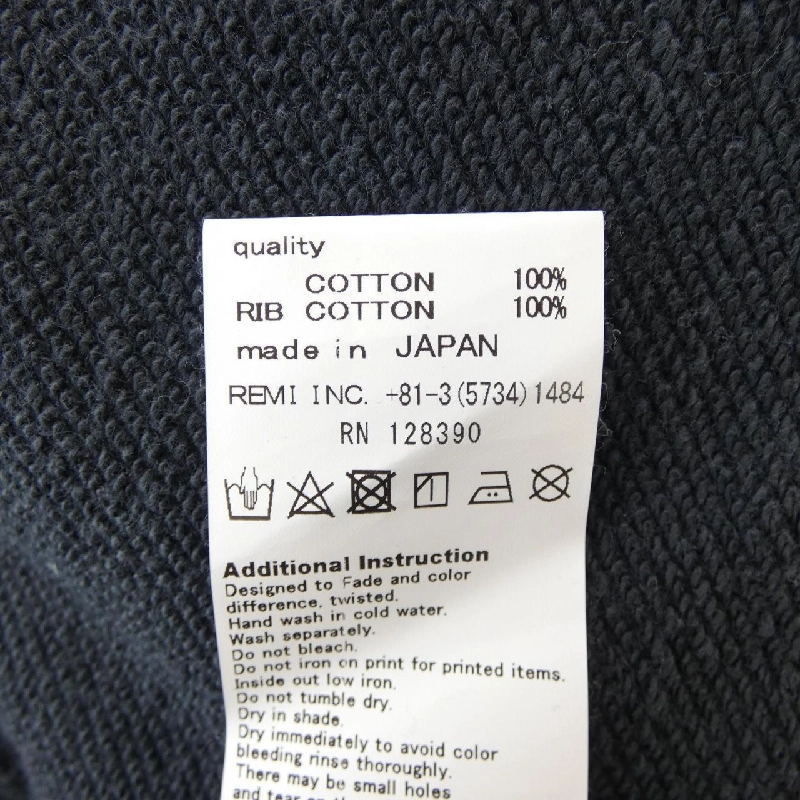 quality
COTTON 100%
RIB COTTON 100%
made in JAPAN
REMI INC. +81-3(5734)1484
RN 128390
Additional Instruction
Designed to Fade and color
difference, twisted.
Hand wash in cold water.
Wash separately.
Do not bleach.
Do not iron on print for printed items.
Inside out low iron.
Do not tumble dry.
Dry in shade.
Dry immediately to avoid color
bleeding rinse thoroughly.
There may be small holes
and tear on